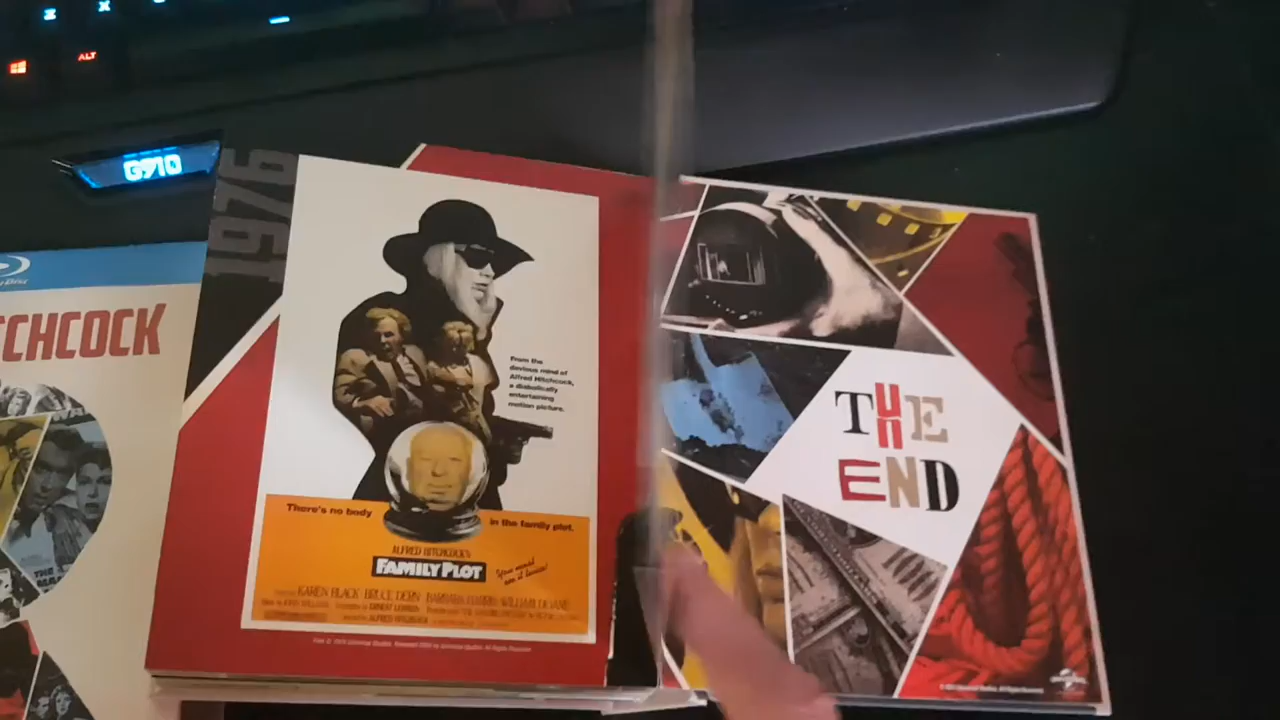 ALT
G910
1976
TCHCOCK
From the
devious mind of
Alfred Hitchcock,
a diabolically
entertaining
motion picture.
There's no body
in the family plot.
ALFRED HITCHCOCK'S
FAMILY PLOT
KAREN BLACK BRUCE DERN BARBARA HARRIS WILLIAM DEVANE
THE
END
THE